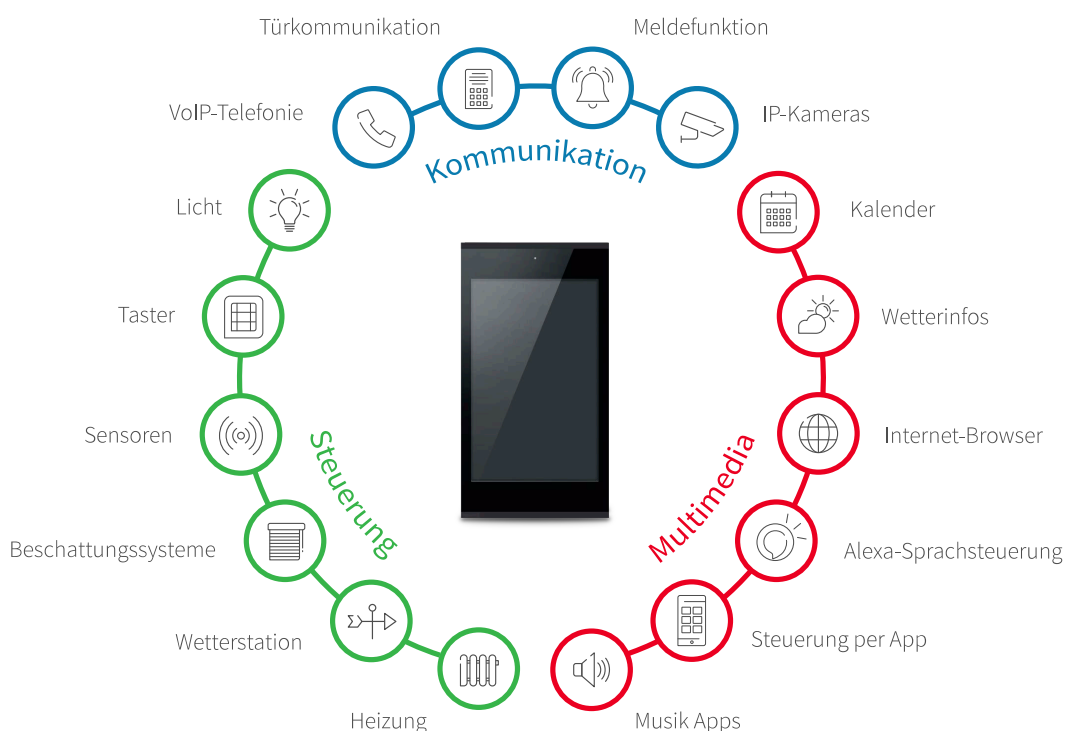 Türkommunikation
Meldefunktion
VoIP-Telefonie
IP-Kameras
Kommunikation
Licht
Kalender
Taster
Wetterinfos
Sensoren
Internet-Browser
Steuerung
Multimedia
Beschattungssysteme
Alexa-Sprachsteuerung
Wetterstation
Steuerung per App
Heizung
Musik Apps